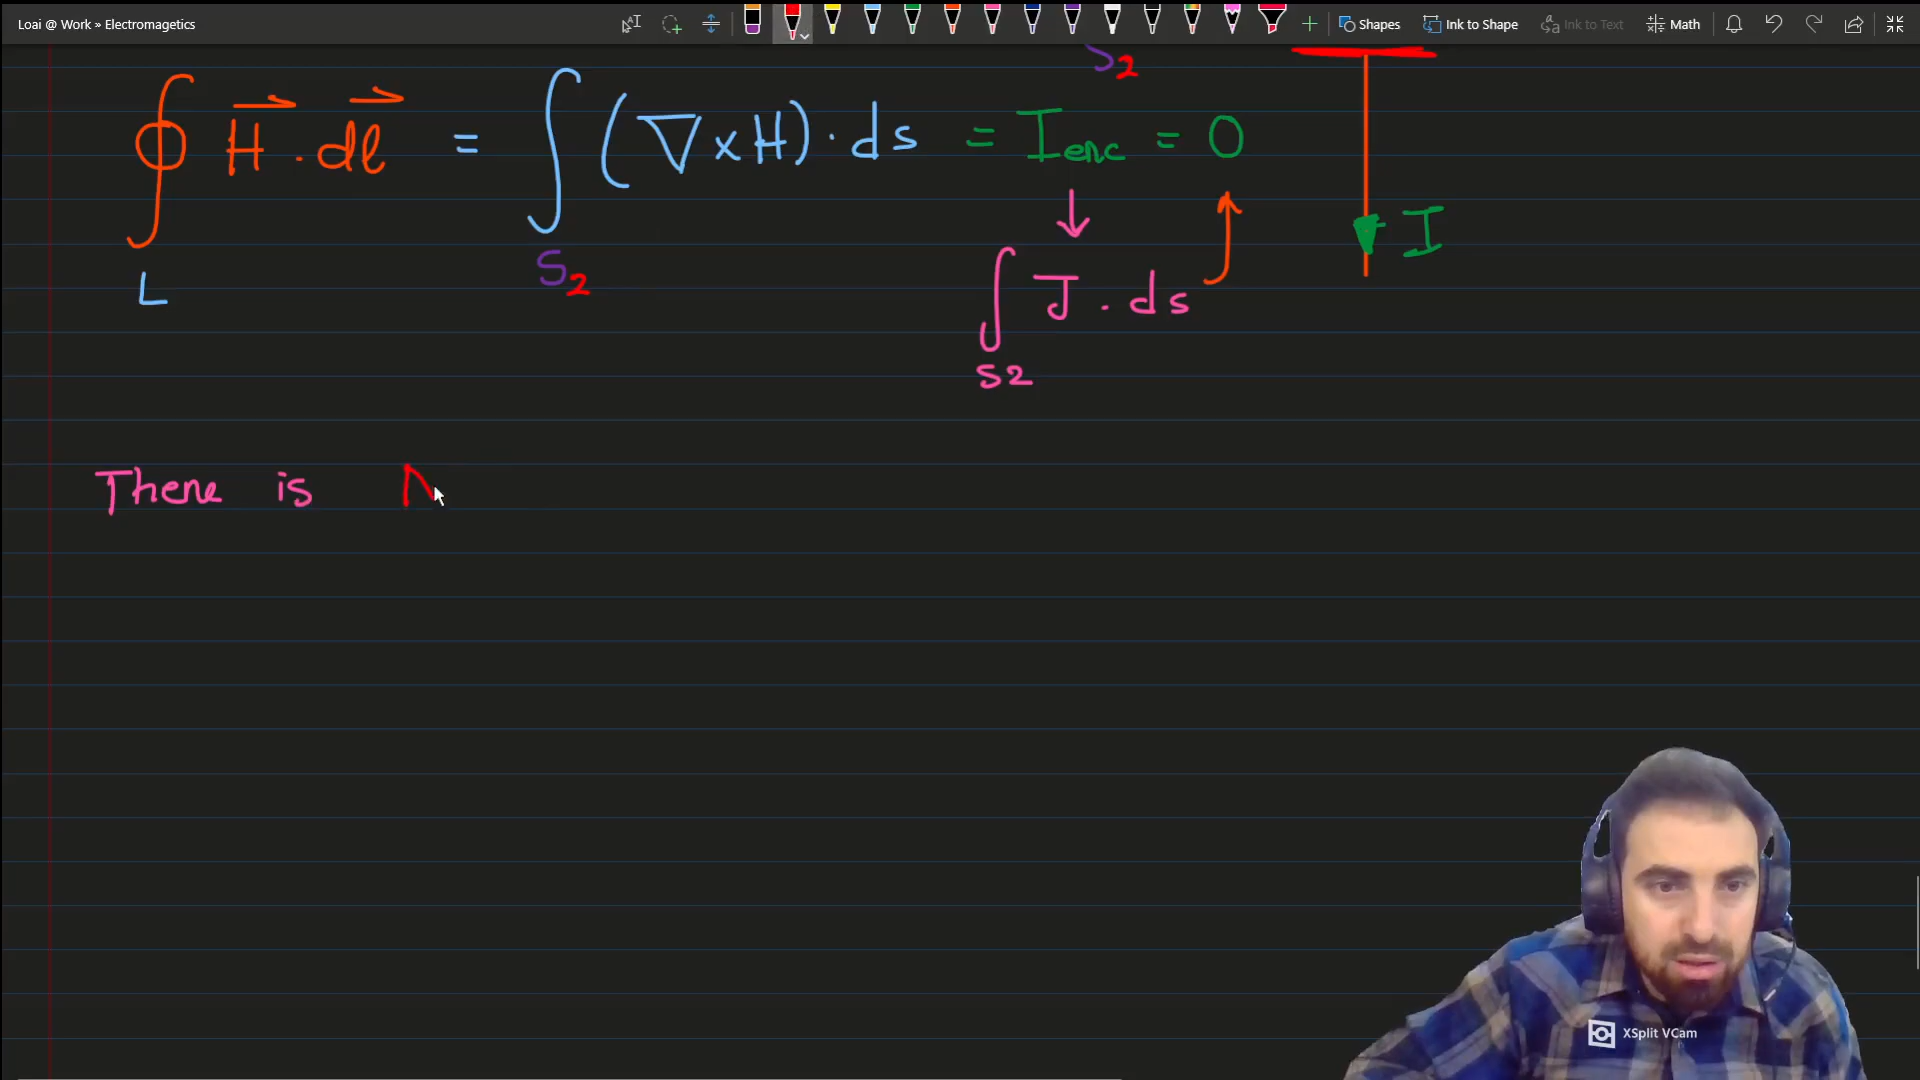 Loai @ Work » Electromagetics
Shapes Ink to Shape Ink to Text Math
S2
∮ H⃗ . d⃗l = ∫ (∇xH) · ds = Ienc = 0
L
S2
I
∫ J . ds
S2
There is N
XSplit VCam